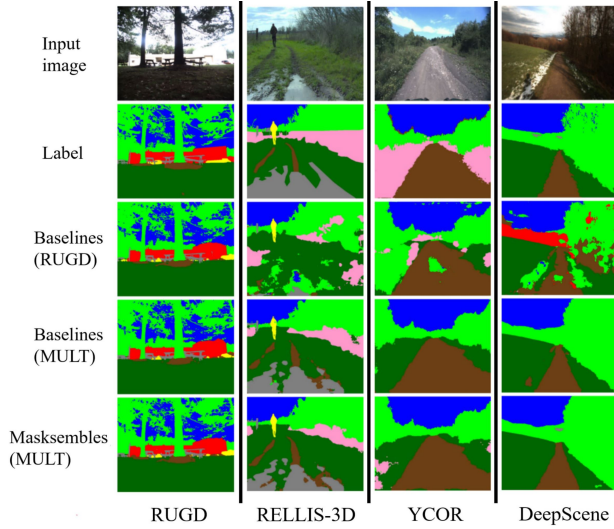 Input
image
Label
Baselines
(RUGD)
Baselines
(MULT)
Masksembles
(MULT)
RUGD
RELLIS-3D
YCOR
DeepScene